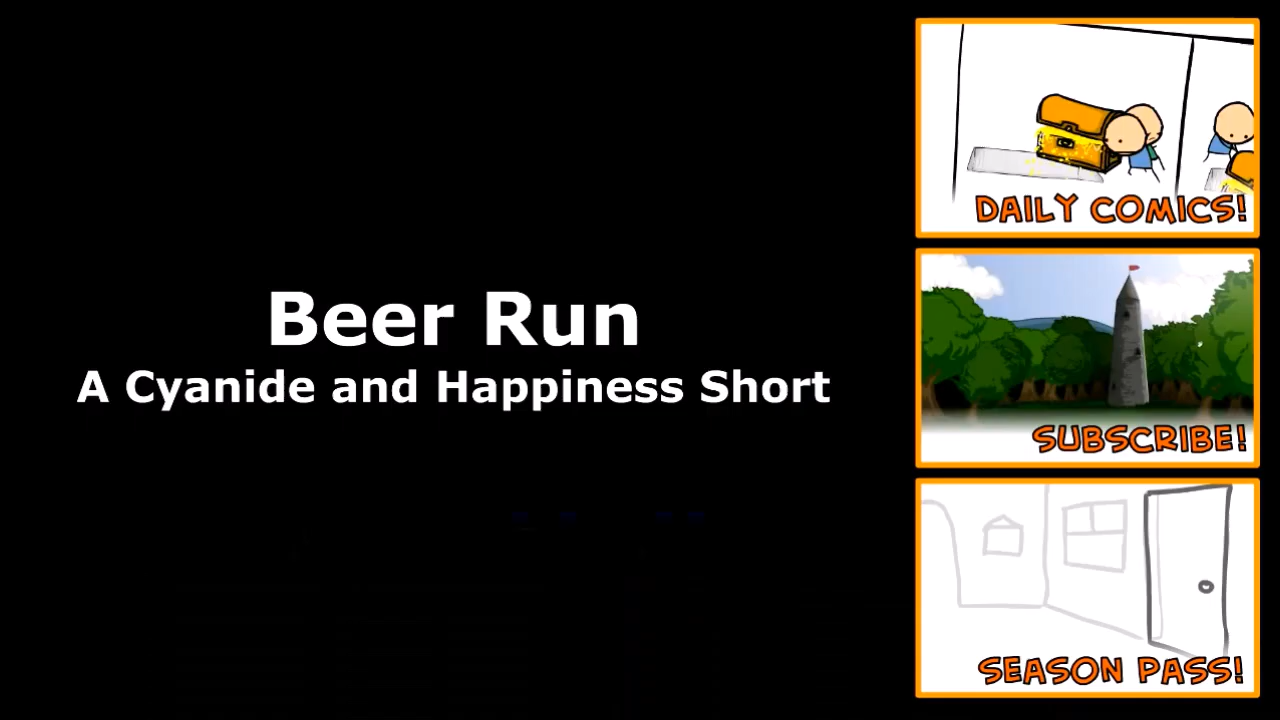 Beer Run
A Cyanide and Happiness Short
DAILY COMICS!
SUBSCRIBE!
SEASON PASS!